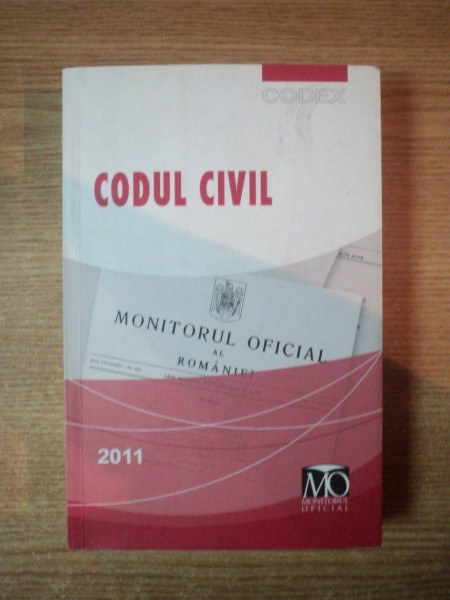 CODEX
CODUL CIVIL
MONITORUL OFICIAL
AL
ROMÂNIEI
2011
MO
MONITORUL
OFICIAL